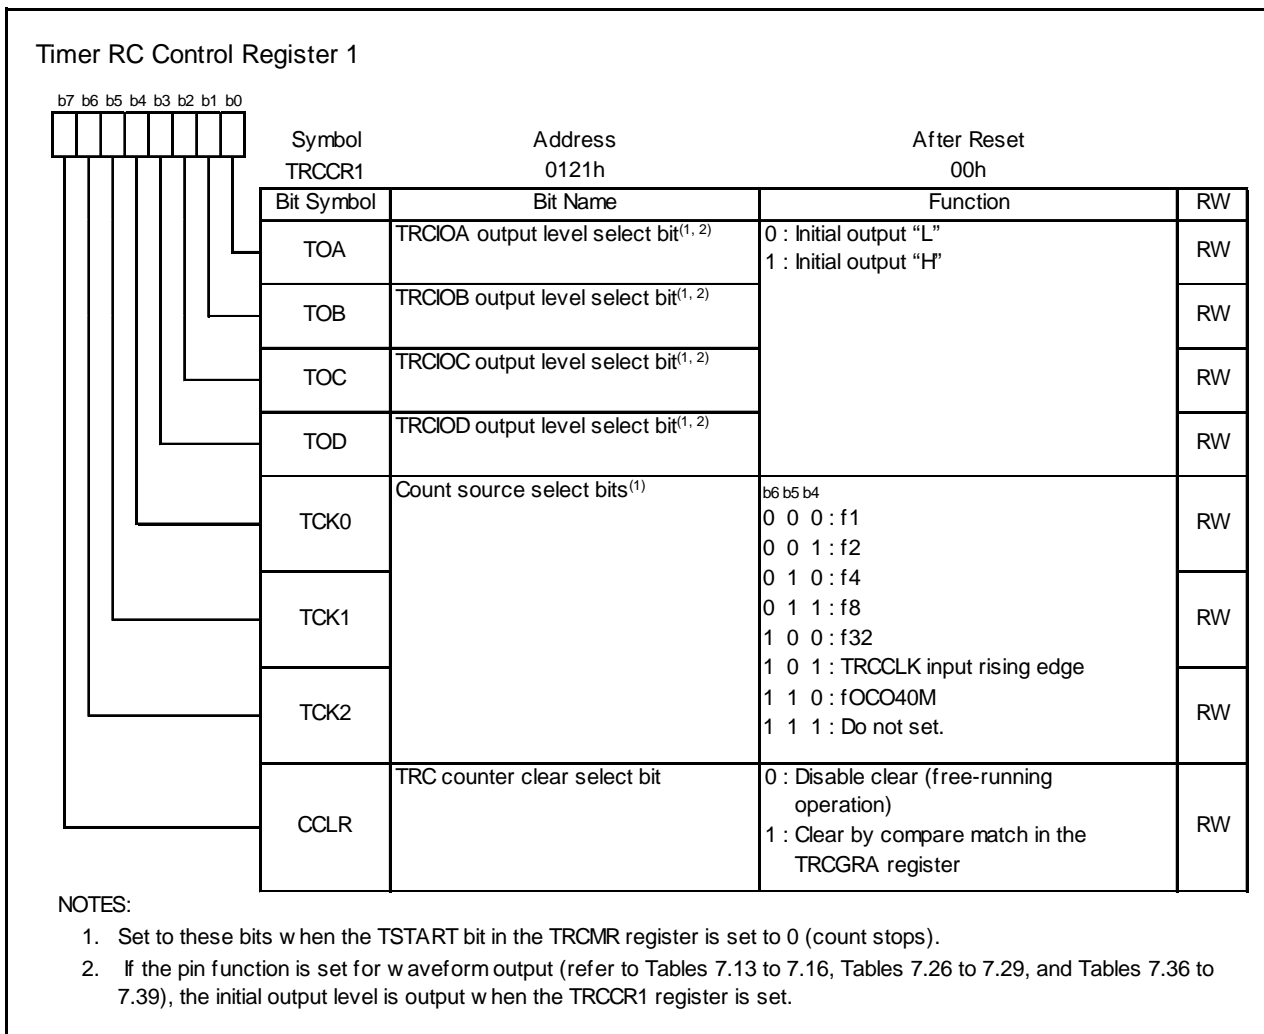 Timer RC Control Register 1
b7 b6 b5 b4 b3 b2 b1 b0
Symbol Address After Reset
TRCCR1 0121h 00h
Bit Symbol Bit Name Function RW
TOA TRCIOA output level select bit(1, 2) 0 : Initial output “L” RW
1 : Initial output “H”
TOB TRCIOB output level select bit(1, 2) RW
TOC TRCIOC output level select bit(1, 2) RW
TOD TRCIOD output level select bit(1, 2) RW
Count source select bits(1) b6 b5 b4
TCK0 0 0 0 : f1 RW
0 0 1 : f2
0 1 0 : f4
TCK1 0 1 1 : f8 RW
1 0 0 : f32
1 0 1 : TRCCLK input rising edge
TCK2 1 1 0 : fOCO40M RW
1 1 1 : Do not set.
TRC counter clear select bit 0 : Disable clear (free-running
operation)
CCLR 1 : Clear by compare match in the RW
TRCGRA register
NOTES:
1. Set to these bits when the TSTART bit in the TRCMR register is set to 0 (count stops).
2. If the pin function is set for waveform output (refer to Tables 7.13 to 7.16, Tables 7.26 to 7.29, and Tables 7.36 to
7.39), the initial output level is output when the TRCCR1 register is set.